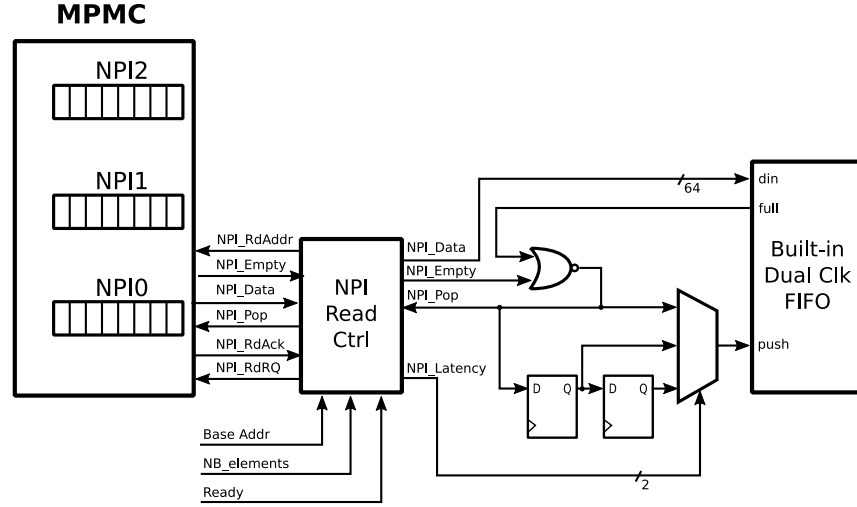 MPMC
NPI2
NPI1
NPI0
NPI_RdAddr
NPI_Empty
NPI_Data
NPI_Pop
NPI_RdAck
NPI_RdRQ
NPI
Read
Ctrl
Base Addr
NB_elements
Ready
NPI_Data
NPI_Empty
NPI_Pop
NPI_Latency
64
D Q
D Q
2
din
full
Built-in
Dual Clk
FIFO
push